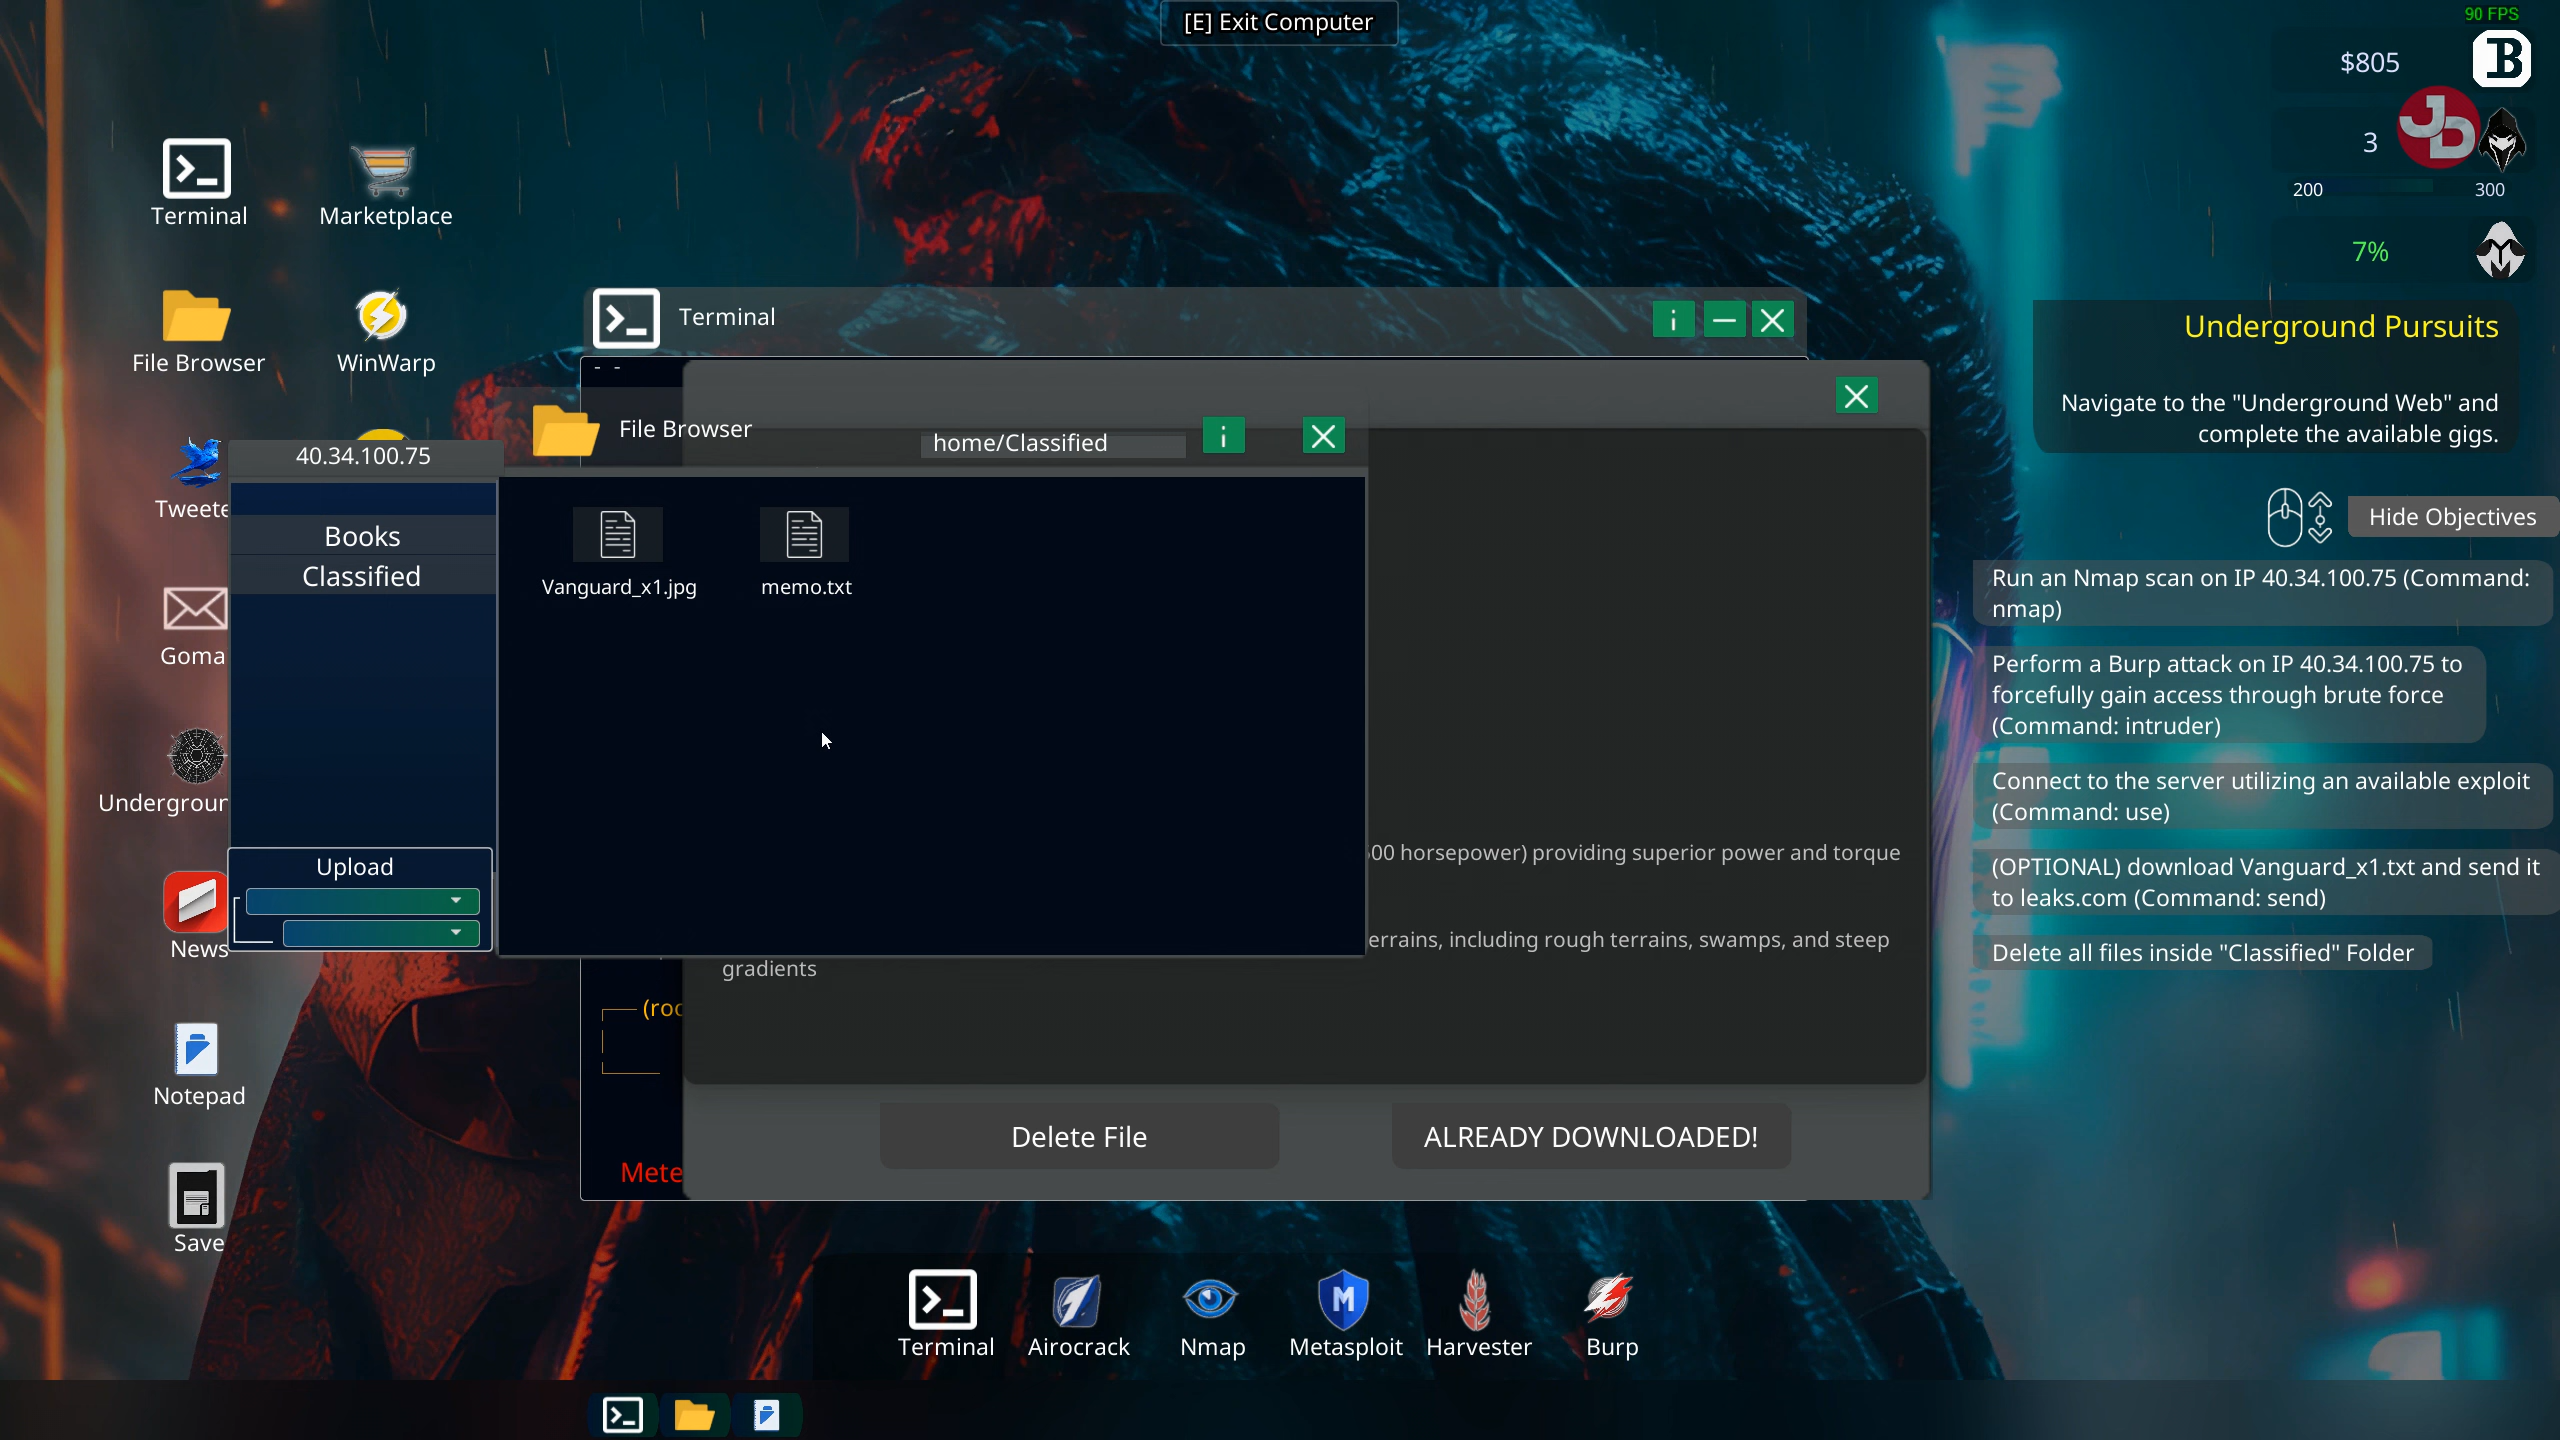 [E] Exit Computer
90 FPS
$805
B
JD
3
200
300
7%
Underground Pursuits
Navigate to the "Underground Web" and
complete the available gigs.
Hide Objectives
Run an Nmap scan on IP 40.34.100.75 (Command:
nmap)
Perform a Burp attack on IP 40.34.100.75 to
forcefully gain access through brute force
(Command: intruder)
Connect to the server utilizing an available exploit
(Command: use)
(OPTIONAL) download Vanguard_x1.txt and send it
to leaks.com (Command: send)
Delete all files inside "Classified" Folder
Terminal
Marketplace
File Browser
WinWarp
Tweete
Goma
Undergroun
News
Notepad
Save
Terminal
- -
File Browser
home/Classified
i
i
40.34.100.75
Books
Classified
Upload
Vanguard_x1.jpg
memo.txt
00 horsepower) providing superior power and torque
errains, including rough terrains, swamps, and steep
gradients
(roo
Mete
Delete File
ALREADY DOWNLOADED!
Terminal
Airocrack
Nmap
M
Metasploit
Harvester
Burp